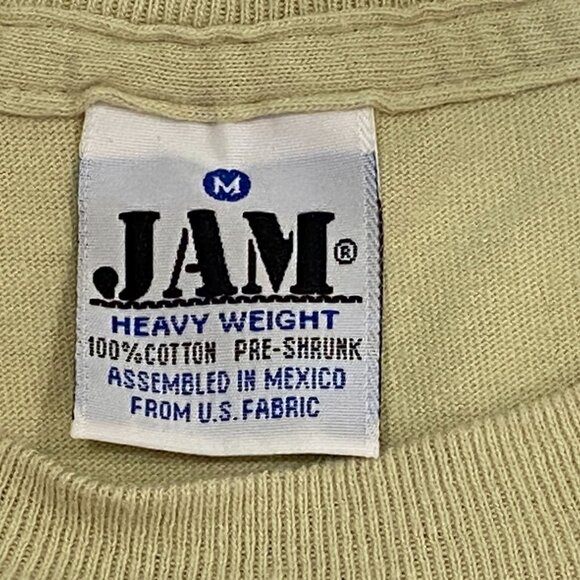 M
JAM®
HEAVY WEIGHT
100% COTTON PRE-SHRUNK
ASSEMBLED IN MEXICO
FROM U.S. FABRIC